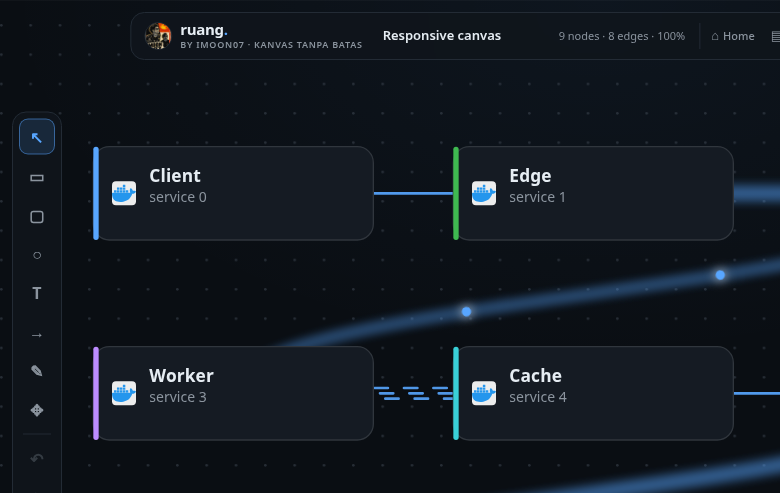 ruang.
BY IMOON07 · KANVAS TANPA BATAS
Responsive canvas
9 nodes · 8 edges · 100%
Home
T
Client
service 0
Edge
service 1
Worker
service 3
Cache
service 4